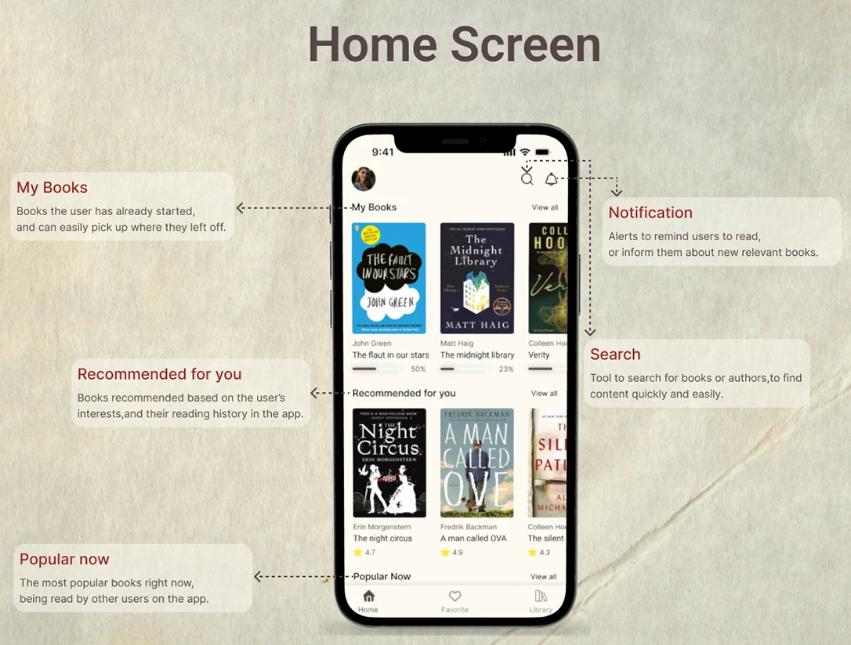 Home Screen
9:41
My Books
Books the user has already started,
and can easily pick up where they left off.
Notification
Alerts to remind users to read,
or inform them about new relevant books.
Search
Tool to search for books or authors,to find
content quickly and easily.
Recommended for you
Books recommended based on the user's
interests,and their reading history in the app.
Popular now
The most popular books right now,
being read by other users on the app.
My Books
View all
THE FAULT
IN OUR STARS
JOHN GREEN
The
Midnight
Library
MATT HAIG
COLL
HOO
Ver
John Green
The flaut in our stars
50%
Matt Haig
The midnight library
23%
Colleen Ho
Verity
Recommended for you
View all
THE
Night
Circus
ERIN MORGENSTERN
FREDRIK BACKMAN
A MAN
CALLED
OVE
THE
SIL
PATI
AL
MICHA
Erin Morgenstern
The night circus
4.7
Fredrik Backman
A man called OVA
4.9
Colleen Ho
The silent
4.3
Popular Now
View all
Home
Favorite
Library